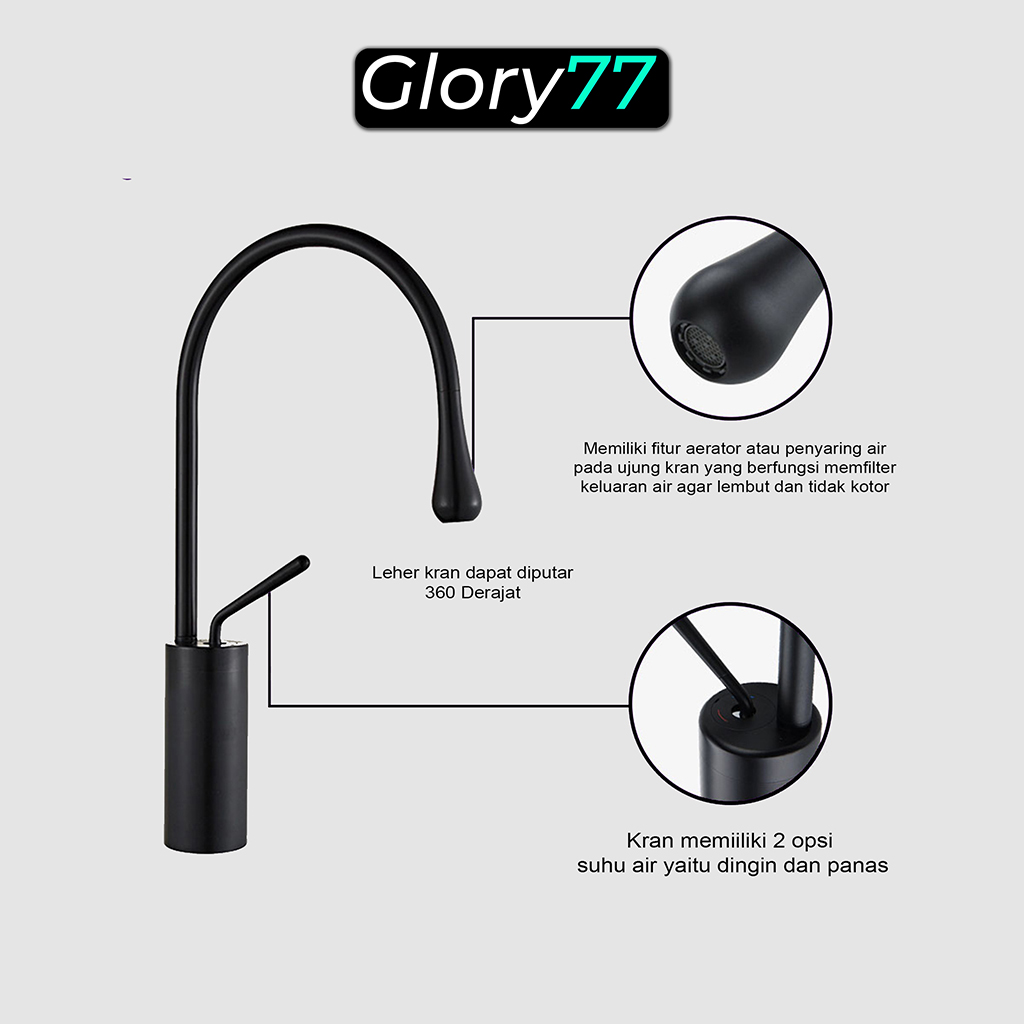 Glory77
Memiliki fitur aerator atau penyaring air
pada ujung kran yang berfungsi memfilter
keluaran air agar lembut dan tidak kotor
Leher kran dapat diputar
360 Derajat
Kran memiiliki 2 opsi
suhu air yaitu dingin dan panas